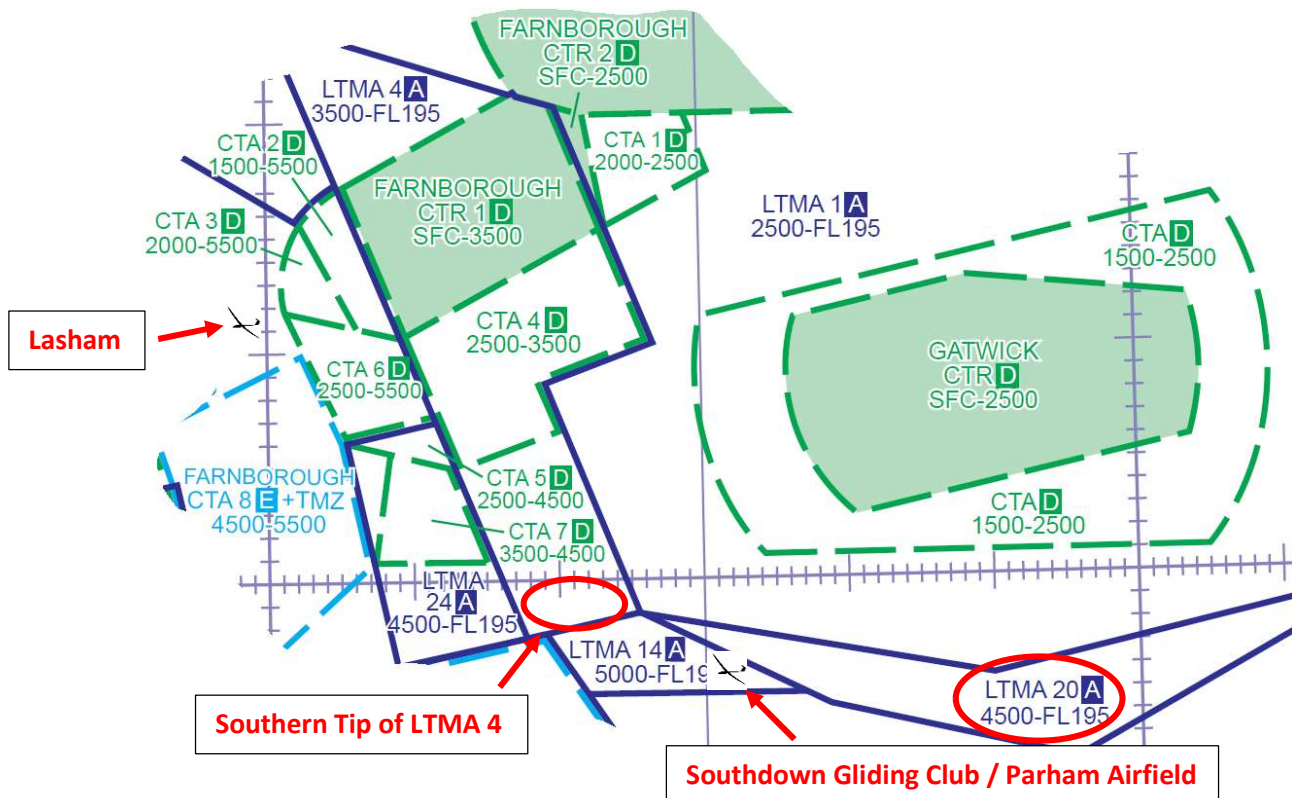 FARNBOROUGH
CTR 2 D
SFC-2500
LTMA 4 A
3500-FL195
CTA 2 D
1500-5500
CTA 1 D
2000-2500
FARNBOROUGH
CTR 1 D
SFC-3500
LTMA 1 A
2500-FL195
CTA 3 D
2000-5500
CTA D
1500-2500
Lasham
CTA 4 D
2500-3500
GATWICK
CTR D
SFC-2500
CTA 6 D
2500-5500
FARNBOROUGH
CTA 8 E +TMZ
4500-5500
CTA 5 D
2500-4500
CTA D
1500-2500
CTA 7 D
3500-4500
LTMA
24 A
4500-FL195
LTMA 14 A
5000-FL19
LTMA 20 A
4500-FL195
Southern Tip of LTMA 4
Southdown Gliding Club / Parham Airfield